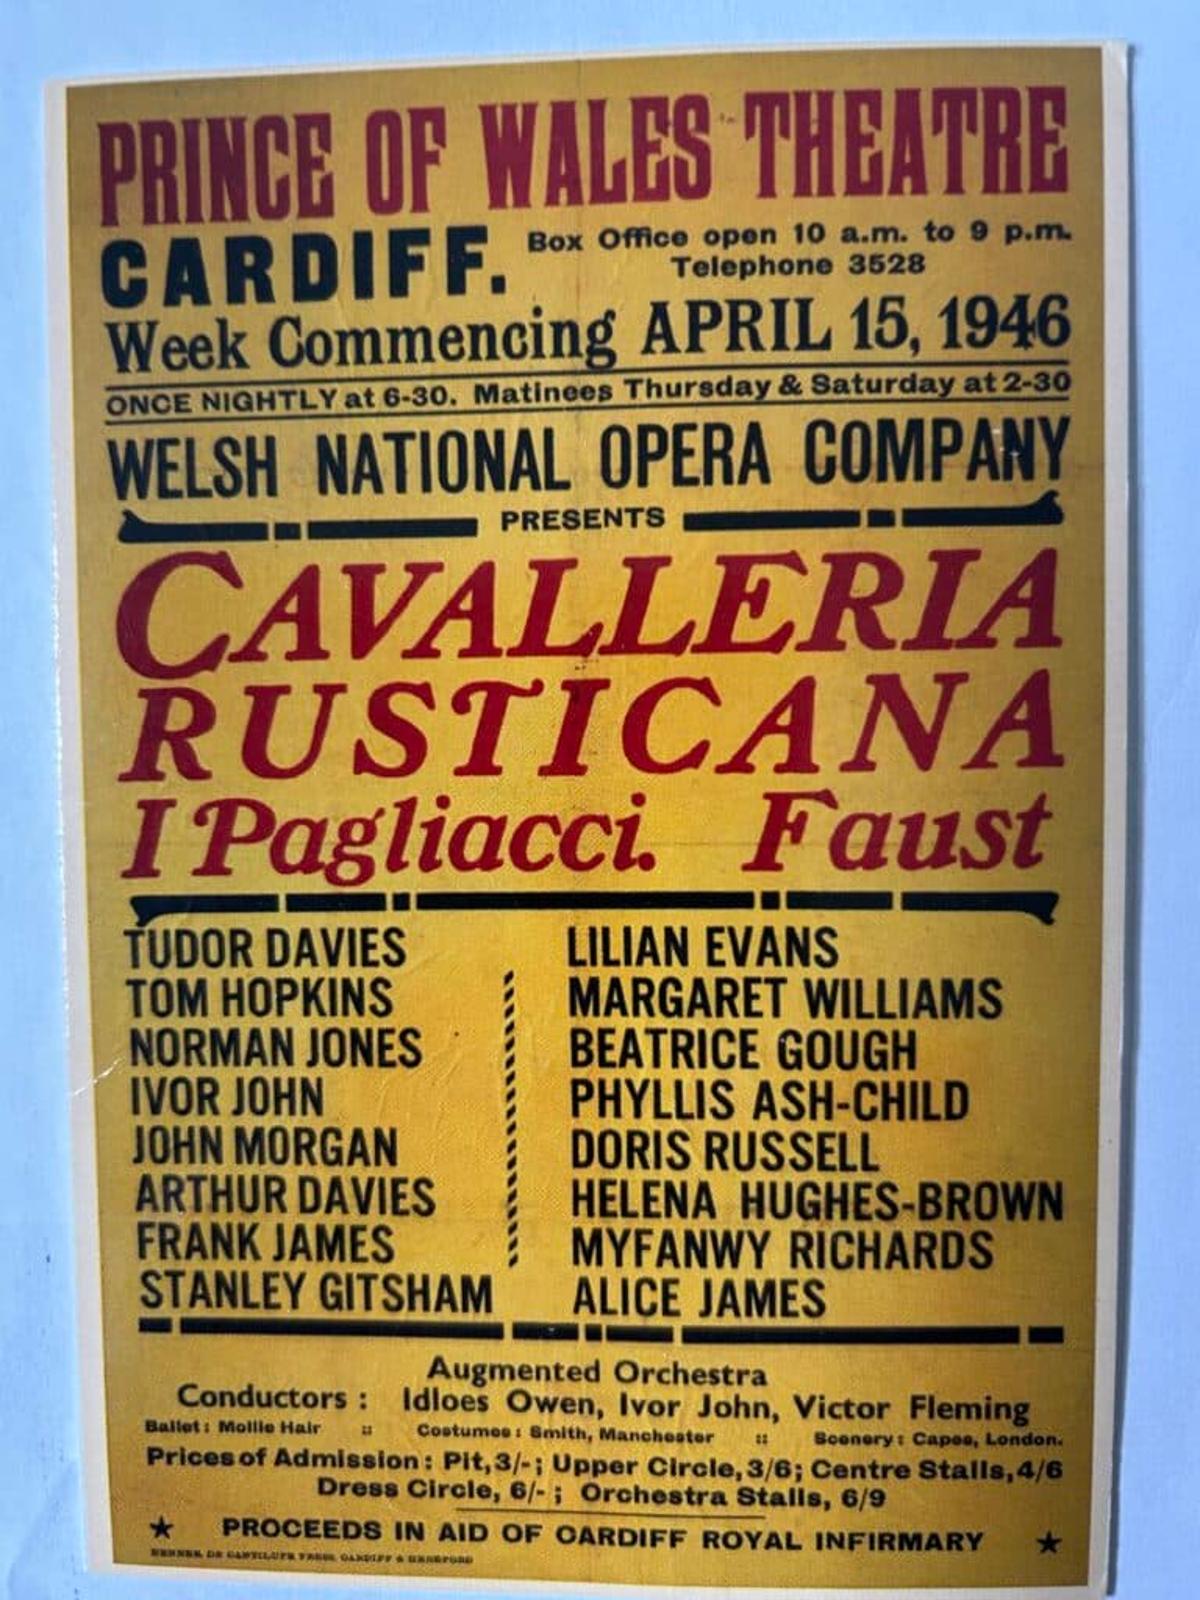 PRINCE OF WALES THEATRE
CARDIFF.
Box Office open 10 a.m. to 9 p.m.
Telephone 3528
Week Commencing APRIL 15, 1946
ONCE NIGHTLY at 6-30. Matinees Thursday & Saturday at 2-30
WELSH NATIONAL OPERA COMPANY
PRESENTS
CAVALLERIA
RUSTICANA
I Pagliacci. Faust
TUDOR DAVIES
TOM HOPKINS
NORMAN JONES
IVOR JOHN
JOHN MORGAN
ARTHUR DAVIES
FRANK JAMES
STANLEY GITSHAM
LILIAN EVANS
MARGARET WILLIAMS
BEATRICE GOUGH
PHYLLIS ASH-CHILD
DORIS RUSSELL
HELENA HUGHES-BROWN
MYFANWY RICHARDS
ALICE JAMES
Augmented Orchestra
Conductors : Idloes Owen, Ivor John, Victor Fleming
Ballet : Mollie Hair :: Costumes : Smith, Manchester :: Scenery : Capes, London.
Prices of Admission : Pit, 3/- ; Upper Circle, 3/6 ; Centre Stalls, 4/6
Dress Circle, 6/- ; Orchestra Stalls, 6/9
★ PROCEEDS IN AID OF CARDIFF ROYAL INFIRMARY ★
DE CANTILUPE PRESS, CARDIFF & HEREFORD